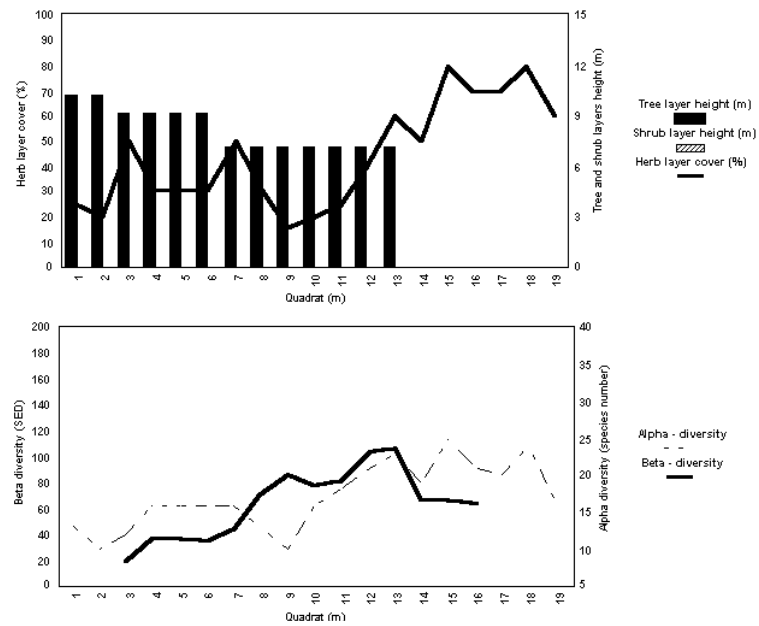 100
90
80
70
60
50
40
30
20
10
0
Herb layer cover (%)
15
12
9
6
3
0
Tree and shrub layers height (m)
1 2 3 4 5 6 7 8 9 10 11 12 13 14 15 16 17 18 19
Quadrat (m)
Tree layer height (m)
Shrub layer height (m)
Herb layer cover (%)
200
180
160
140
120
100
80
60
40
20
0
Beta diversity (SED)
40
35
30
25
20
15
10
5
Alpha diversity (species number)
1 2 3 4 5 6 7 8 9 10 11 12 13 14 15 16 17 18 19
Quadrat (m)
Alpha - diversity
Beta - diversity